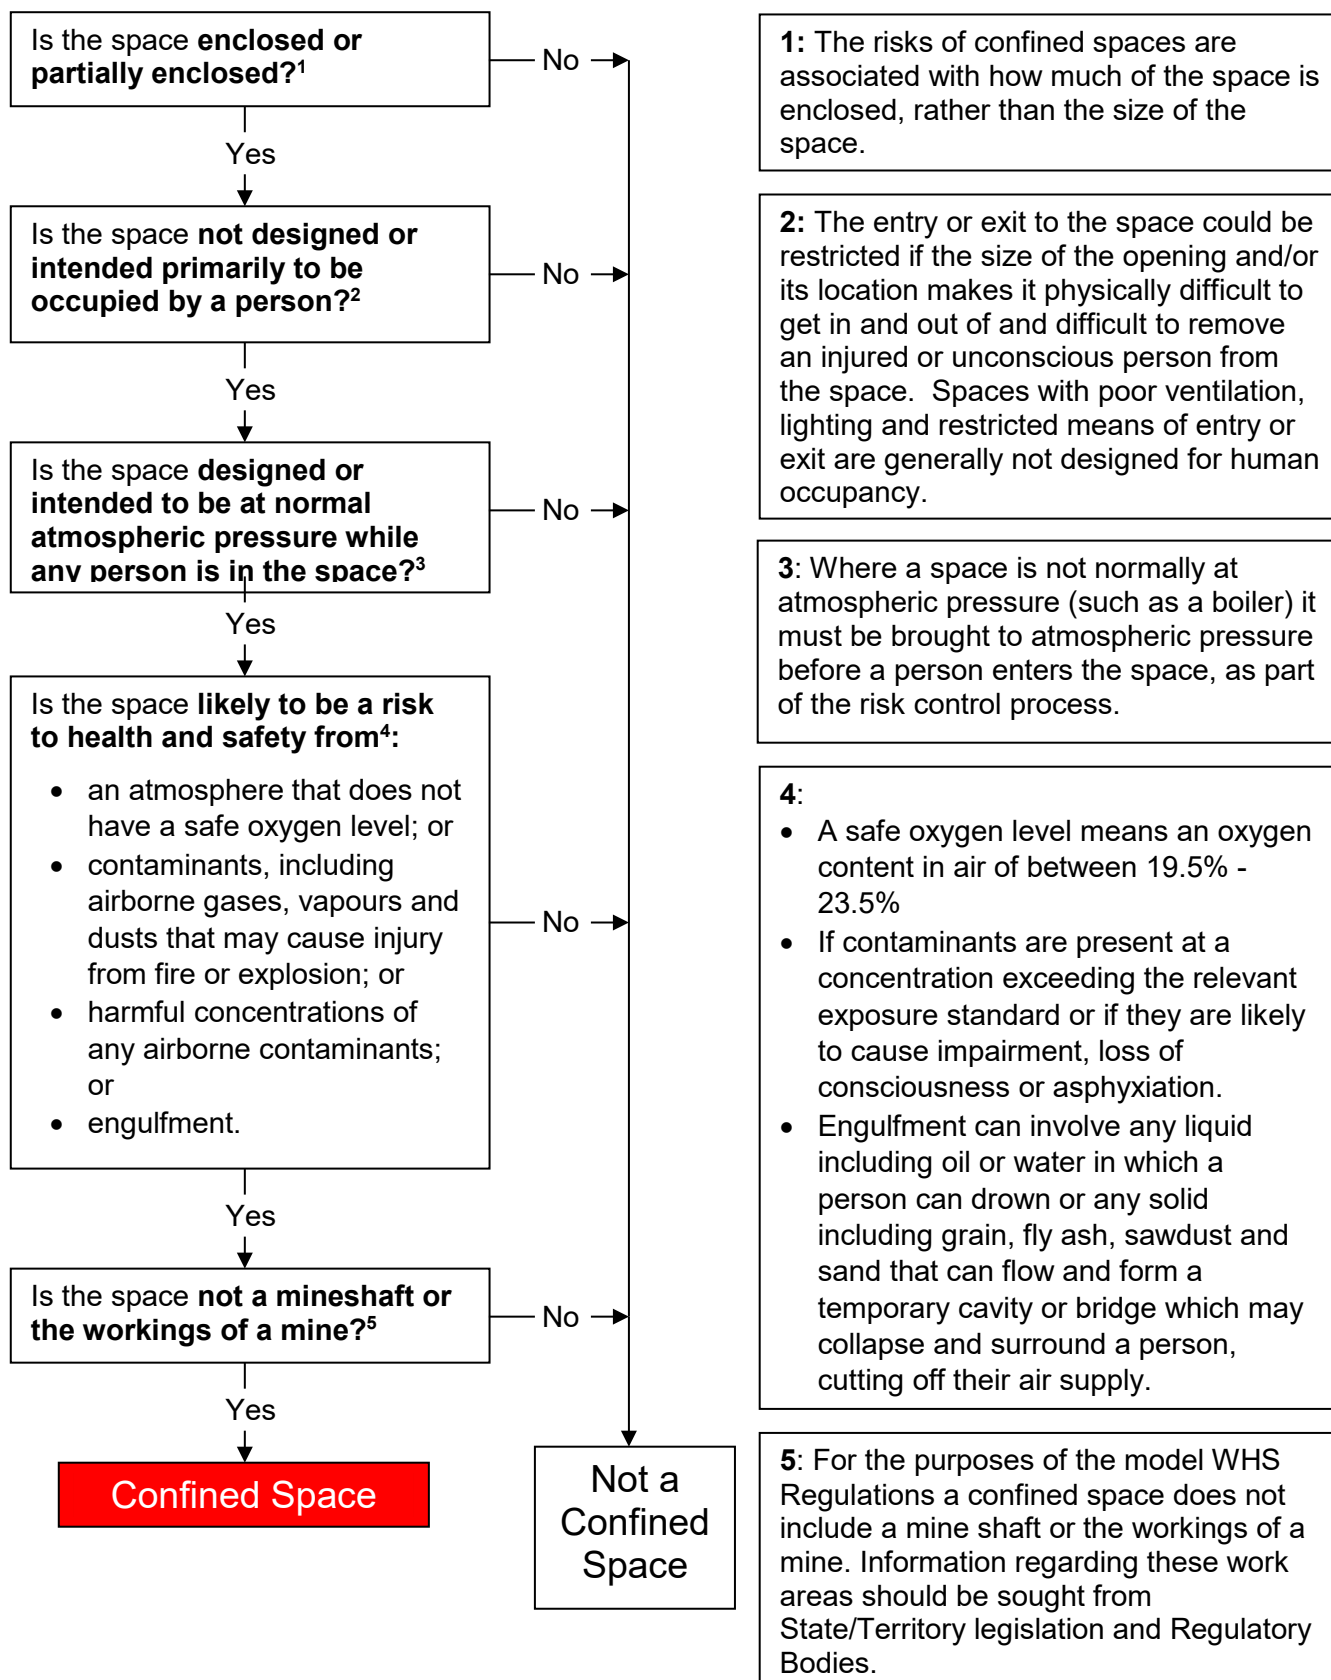 Is the space enclosed or
partially enclosed?1
No
Yes
Is the space not designed or
intended primarily to be
occupied by a person?2
No
Yes
Is the space designed or
intended to be at normal
atmospheric pressure while
any person is in the space?3
No
Yes
Is the space likely to be a risk
to health and safety from4:
• an atmosphere that does not
have a safe oxygen level; or
• contaminants, including
airborne gases, vapours and
dusts that may cause injury
from fire or explosion; or
• harmful concentrations of
any airborne contaminants;
or
• engulfment.
No
Yes
Is the space not a mineshaft or
the workings of a mine?5
No
Yes
Confined Space
Not a
Confined
Space
1: The risks of confined spaces are
associated with how much of the space is
enclosed, rather than the size of the
space.
2: The entry or exit to the space could be
restricted if the size of the opening and/or
its location makes it physically difficult to
get in and out of and difficult to remove
an injured or unconscious person from
the space.  Spaces with poor ventilation,
lighting and restricted means of entry or
exit are generally not designed for human
occupancy.
3: Where a space is not normally at
atmospheric pressure (such as a boiler) it
must be brought to atmospheric pressure
before a person enters the space, as part
of the risk control process.
4:
• A safe oxygen level means an oxygen
content in air of between 19.5% -
23.5%
• If contaminants are present at a
concentration exceeding the relevant
exposure standard or if they are likely
to cause impairment, loss of
consciousness or asphyxiation.
• Engulfment can involve any liquid
including oil or water in which a
person can drown or any solid
including grain, fly ash, sawdust and
sand that can flow and form a
temporary cavity or bridge which may
collapse and surround a person,
cutting off their air supply.
5: For the purposes of the model WHS
Regulations a confined space does not
include a mine shaft or the workings of a
mine. Information regarding these work
areas should be sought from
State/Territory legislation and Regulatory
Bodies.